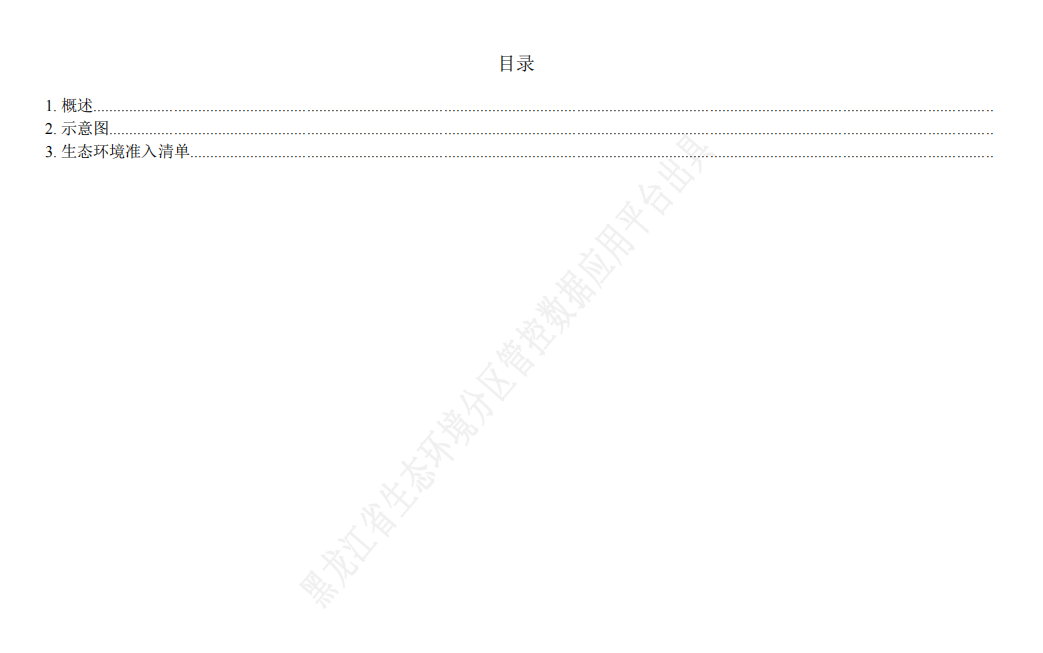 目录
1. 概述
2. 示意图
3. 生态环境准入清单
黑龙江省生态环境分区管控数据应用平台出具